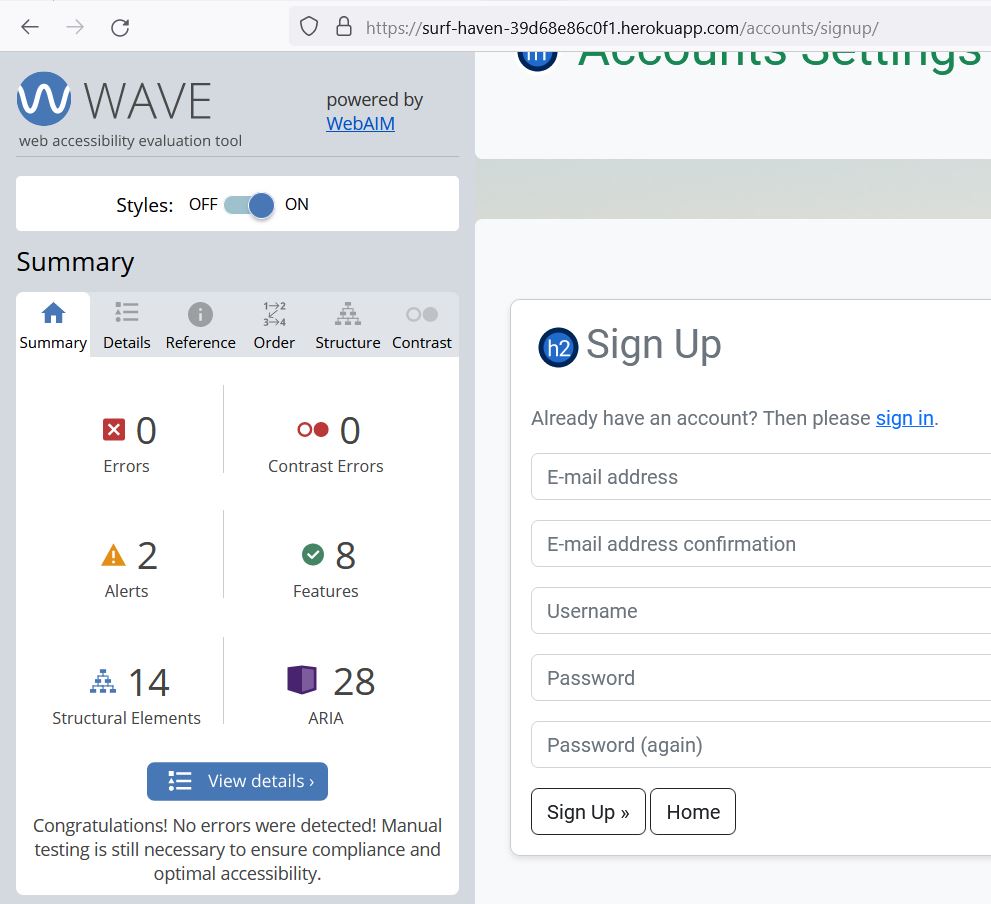 https://surf-haven-39d68e86c0f1.herokuapp.com/accounts/signup/
WAVE
web accessibility evaluation tool
powered by
WebAIM
Styles: OFF ON
Summary
Summary Details Reference Order Structure Contrast
0 0
Errors Contrast Errors
2 8
Alerts Features
14 28
Structural Elements ARIA
View details ›
Congratulations! No errors were detected! Manual
testing is still necessary to ensure compliance and
optimal accessibility.
Accounts Settings
h2 Sign Up
Already have an account? Then please sign in.
E-mail address
E-mail address confirmation
Username
Password
Password (again)
Sign Up » Home